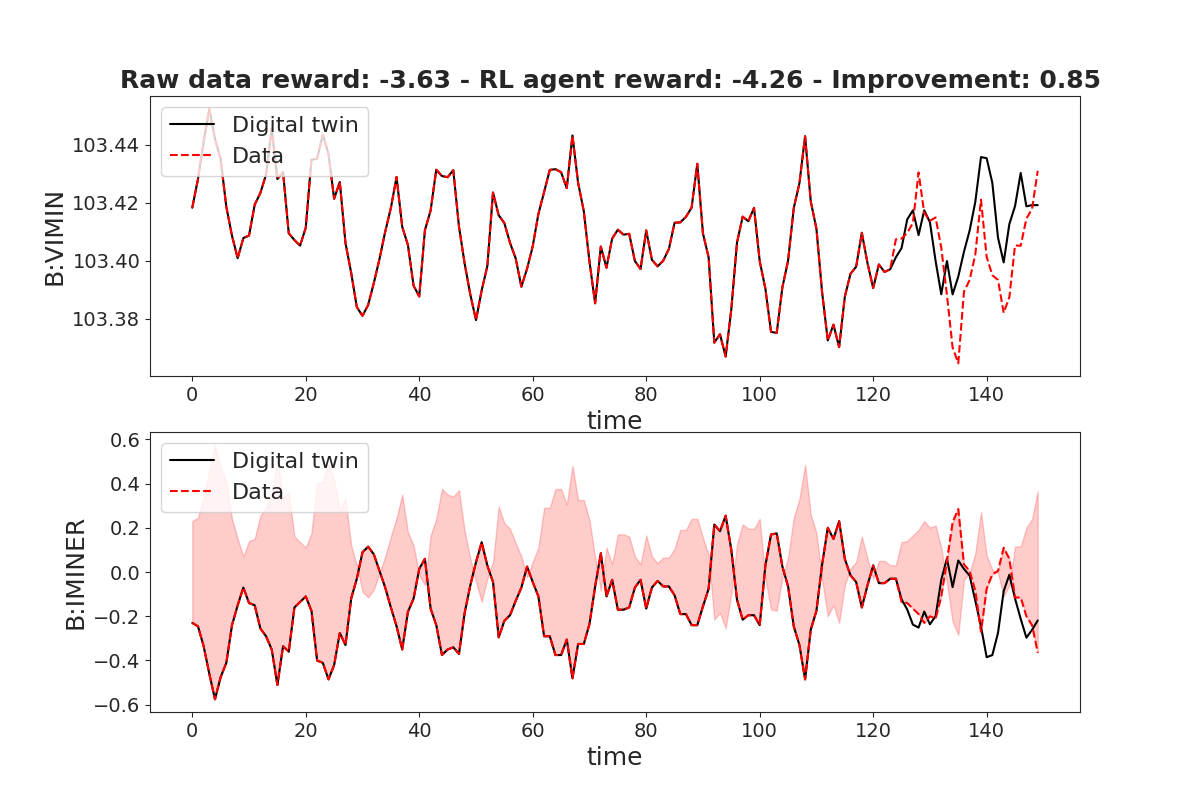 Raw data reward: -3.63 - RL agent reward: -4.26 - Improvement: 0.85
Digital twin
Data
B:VIMIN
103.44
103.42
103.40
103.38
0 20 40 60 80 100 120 140
time
Digital twin
Data
B:IMINER
0.6
0.4
0.2
0.0
−0.2
−0.4
−0.6
0 20 40 60 80 100 120 140
time